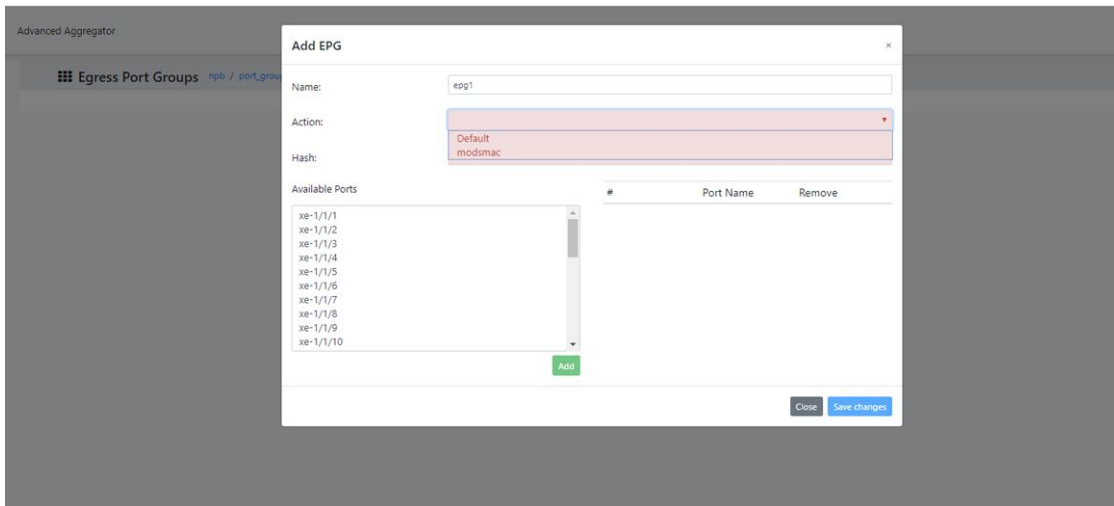 Advanced Aggregator
Add EPG ×
Egress Port Groups npb / port_grou
Name: epg1
Action:
Default
modsmac
Hash:
Available Ports
# Port Name Remove
xe-1/1/1
xe-1/1/2
xe-1/1/3
xe-1/1/4
xe-1/1/5
xe-1/1/6
xe-1/1/7
xe-1/1/8
xe-1/1/9
xe-1/1/10
Add
Close Save changes